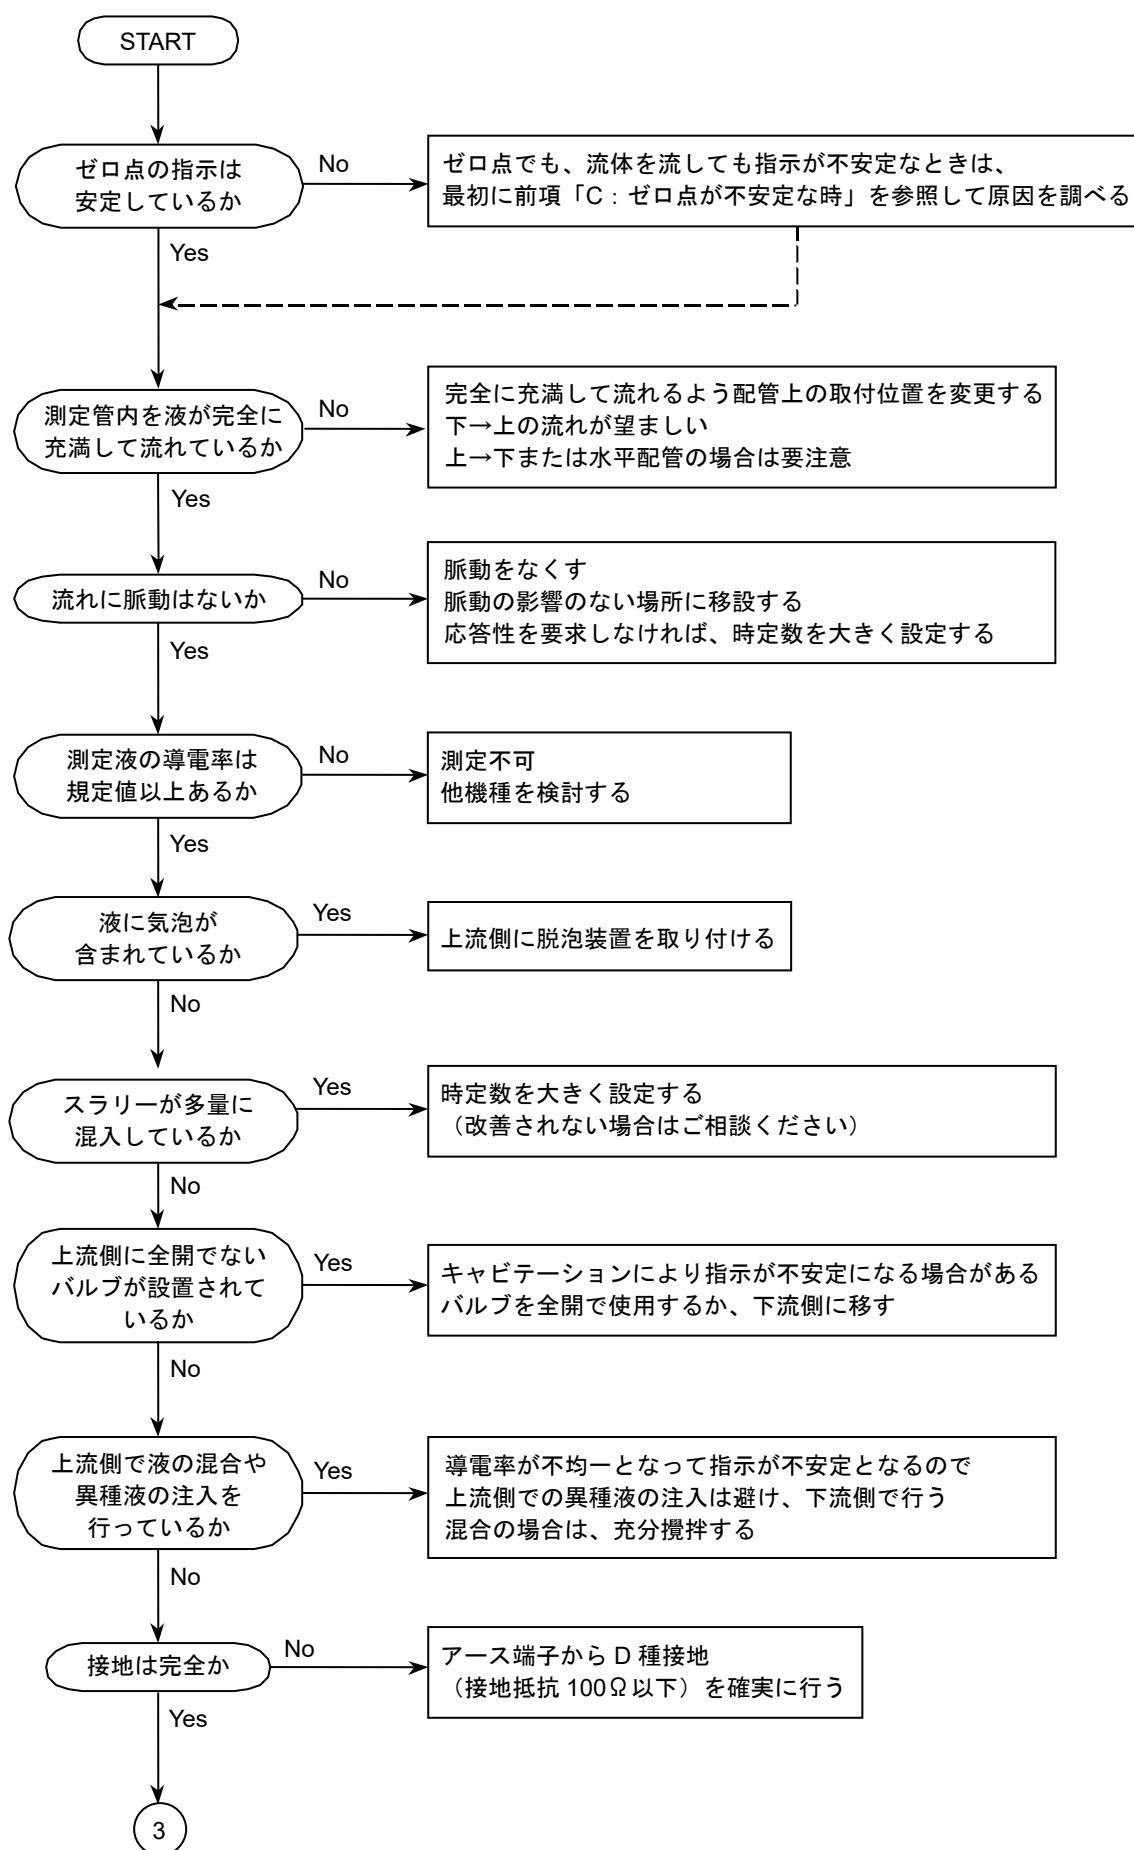 START
ゼロ点の指示は
安定しているか
No
ゼロ点でも、流体を流しても指示が不安定なときは、
最初に前項「C：ゼロ点が不安定な時」を参照して原因を調べる
Yes
測定管内を液が完全に
充満して流れているか
No
完全に充満して流れるよう配管上の取付位置を変更する
下→上の流れが望ましい
上→下または水平配管の場合は要注意
Yes
流れに脈動はないか
No
脈動をなくす
脈動の影響のない場所に移設する
応答性を要求しなければ、時定数を大きく設定する
Yes
測定液の導電率は
規定値以上あるか
No
測定不可
他機種を検討する
Yes
液に気泡が
含まれているか
Yes
上流側に脱泡装置を取り付ける
No
スラリーが多量に
混入しているか
Yes
時定数を大きく設定する
（改善されない場合はご相談ください）
No
上流側に全開でない
バルブが設置されて
いるか
Yes
キャビテーションにより指示が不安定になる場合がある
バルブを全開で使用するか、下流側に移す
No
上流側で液の混合や
異種液の注入を
行っているか
Yes
導電率が不均一となって指示が不安定となるので
上流側での異種液の注入は避け、下流側で行う
混合の場合は、充分攪拌する
No
接地は完全か
No
アース端子から D 種接地
（接地抵抗 100Ω以下）を確実に行う
Yes
3